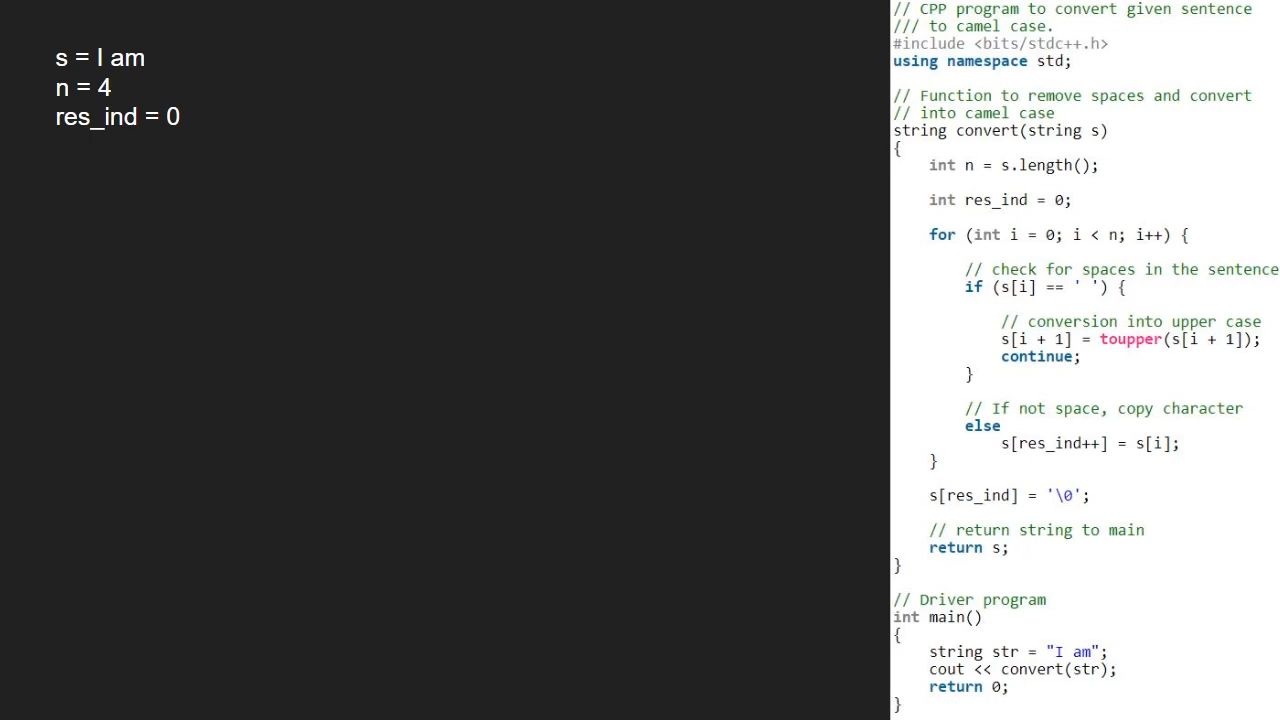 s = I am
n = 4
res_ind = 0
// CPP program to convert given sentence
/// to camel case.
#include <bits/stdc++.h>
using namespace std;
// Function to remove spaces and convert
// into camel case
string convert(string s)
{
int n = s.length();
int res_ind = 0;
for (int i = 0; i < n; i++) {
// check for spaces in the sentence
if (s[i] == ' ') {
// conversion into upper case
s[i + 1] = toupper(s[i + 1]);
continue;
}
// If not space, copy character
else
s[res_ind++] = s[i];
}
s[res_ind] = '\0';
// return string to main
return s;
}
// Driver program
int main()
{
string str = "I am";
cout << convert(str);
return 0;
}